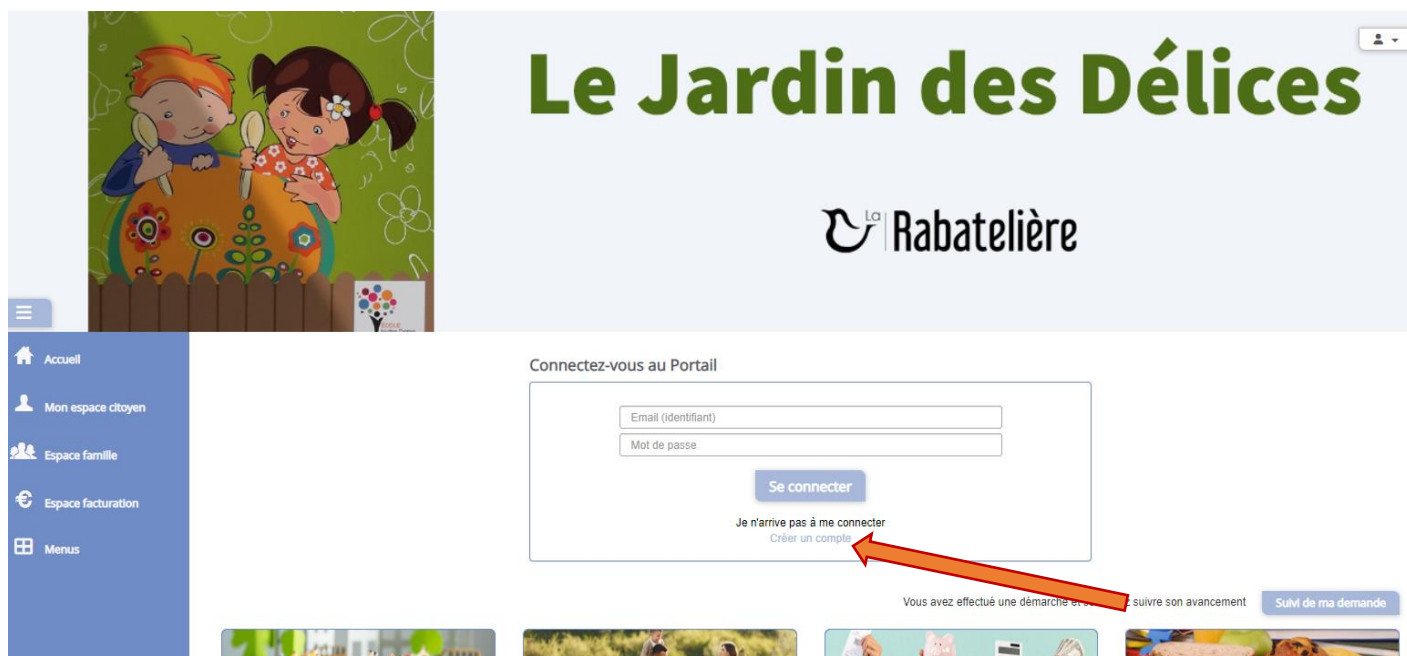 Le Jardin des Délices
La Rabatelière
ECOLE
Accueil
Mon espace citoyen
Espace famille
Espace facturation
Menus
Connectez-vous au Portail
Email (identifiant)
Mot de passe
Se connecter
Je n'arrive pas à me connecter
Créer un compte
Vous avez effectué une démarche et suivre son avancement
Suivi de ma demande